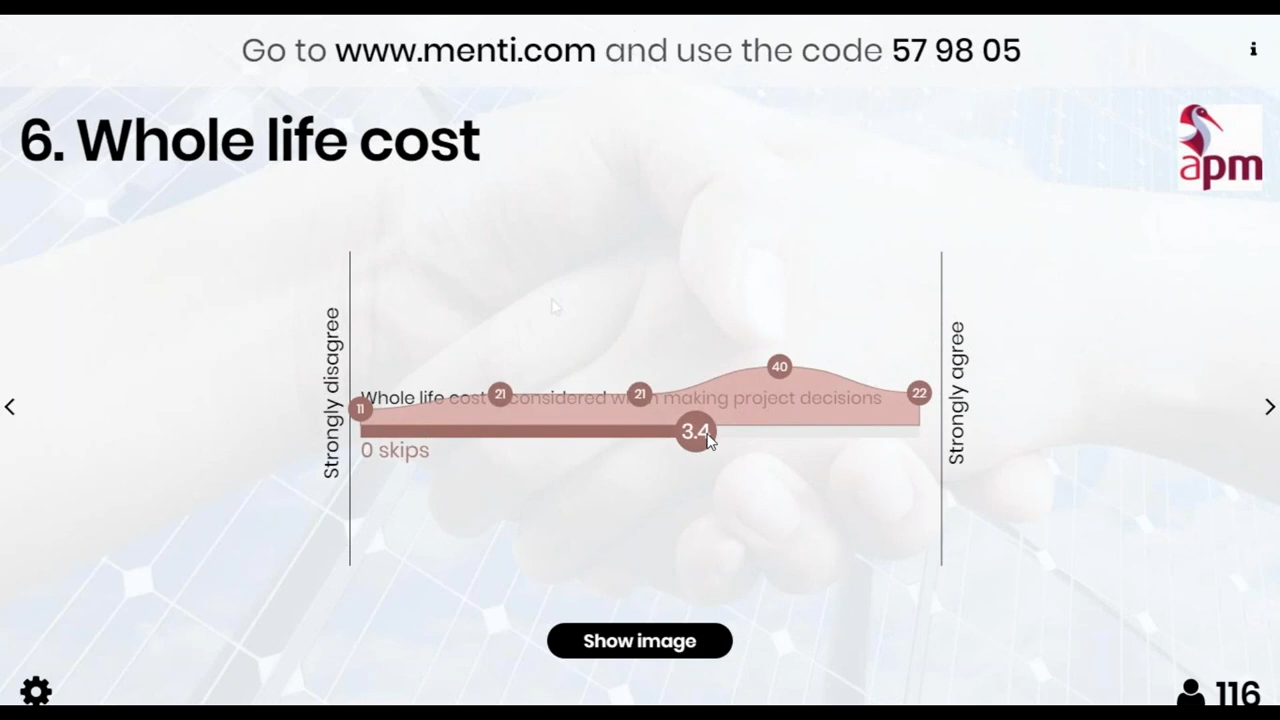 Go to www.menti.com and use the code 57 98 05
i
6. Whole life cost
apm
Strongly disagree
Strongly agree
40
11
21
21
22
Whole life cost is considered when making project decisions
3.4
0 skips
Show image
116